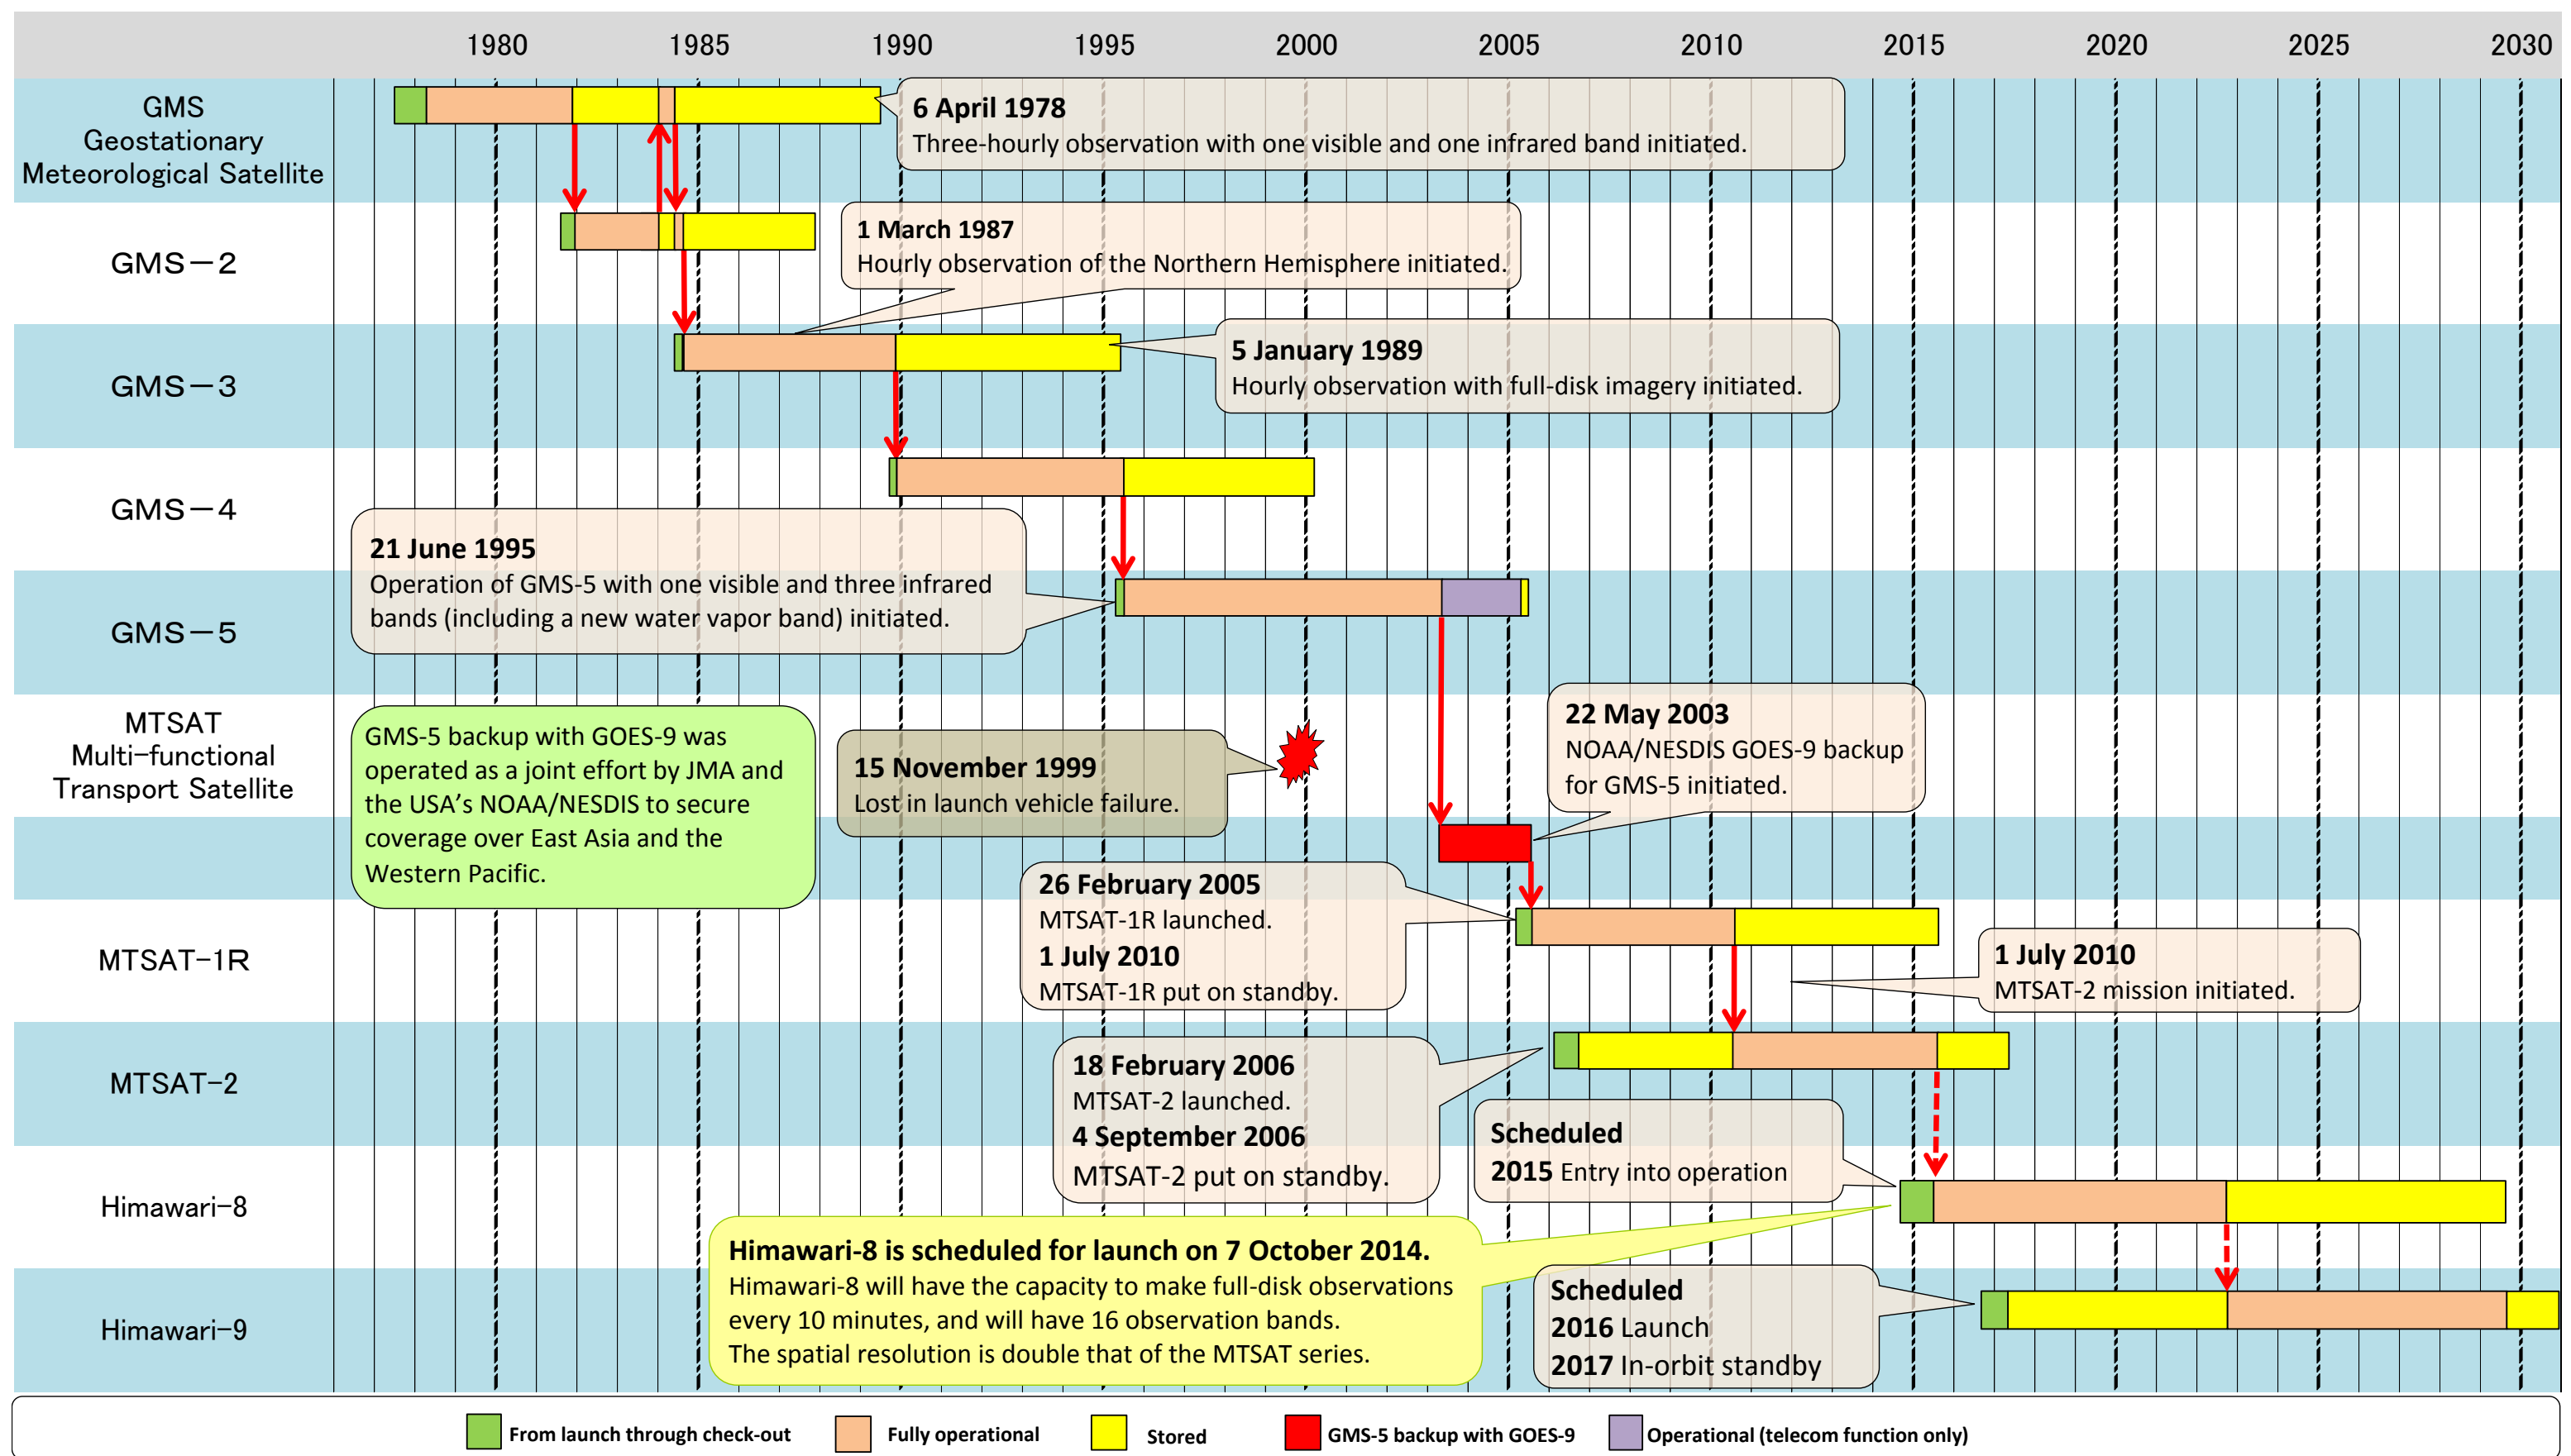 1980 1985 1990 1995 2000 2005 2010 2015 2020 2025 2030
GMS
Geostationary
Meteorological Satellite
6 April 1978
Three-hourly observation with one visible and one infrared band initiated.
GMS-2
1 March 1987
Hourly observation of the Northern Hemisphere initiated.
GMS-3
5 January 1989
Hourly observation with full-disk imagery initiated.
GMS-4
21 June 1995
Operation of GMS-5 with one visible and three infrared
bands (including a new water vapor band) initiated.
GMS-5
MTSAT
Multi-functional
Transport Satellite
GMS-5 backup with GOES-9 was
operated as a joint effort by JMA and
the USA's NOAA/NESDIS to secure
coverage over East Asia and the
Western Pacific.
15 November 1999
Lost in launch vehicle failure.
22 May 2003
NOAA/NESDIS GOES-9 backup
for GMS-5 initiated.
MTSAT-1R
26 February 2005
MTSAT-1R launched.
1 July 2010
MTSAT-1R put on standby.
1 July 2010
MTSAT-2 mission initiated.
MTSAT-2
18 February 2006
MTSAT-2 launched.
4 September 2006
MTSAT-2 put on standby.
Scheduled
2015 Entry into operation
Himawari-8
Himawari-8 is scheduled for launch on 7 October 2014.
Himawari-8 will have the capacity to make full-disk observations
every 10 minutes, and will have 16 observation bands.
The spatial resolution is double that of the MTSAT series.
Himawari-9
Scheduled
2016 Launch
2017 In-orbit standby
From launch through check-out
Fully operational
Stored
GMS-5 backup with GOES-9
Operational (telecom function only)